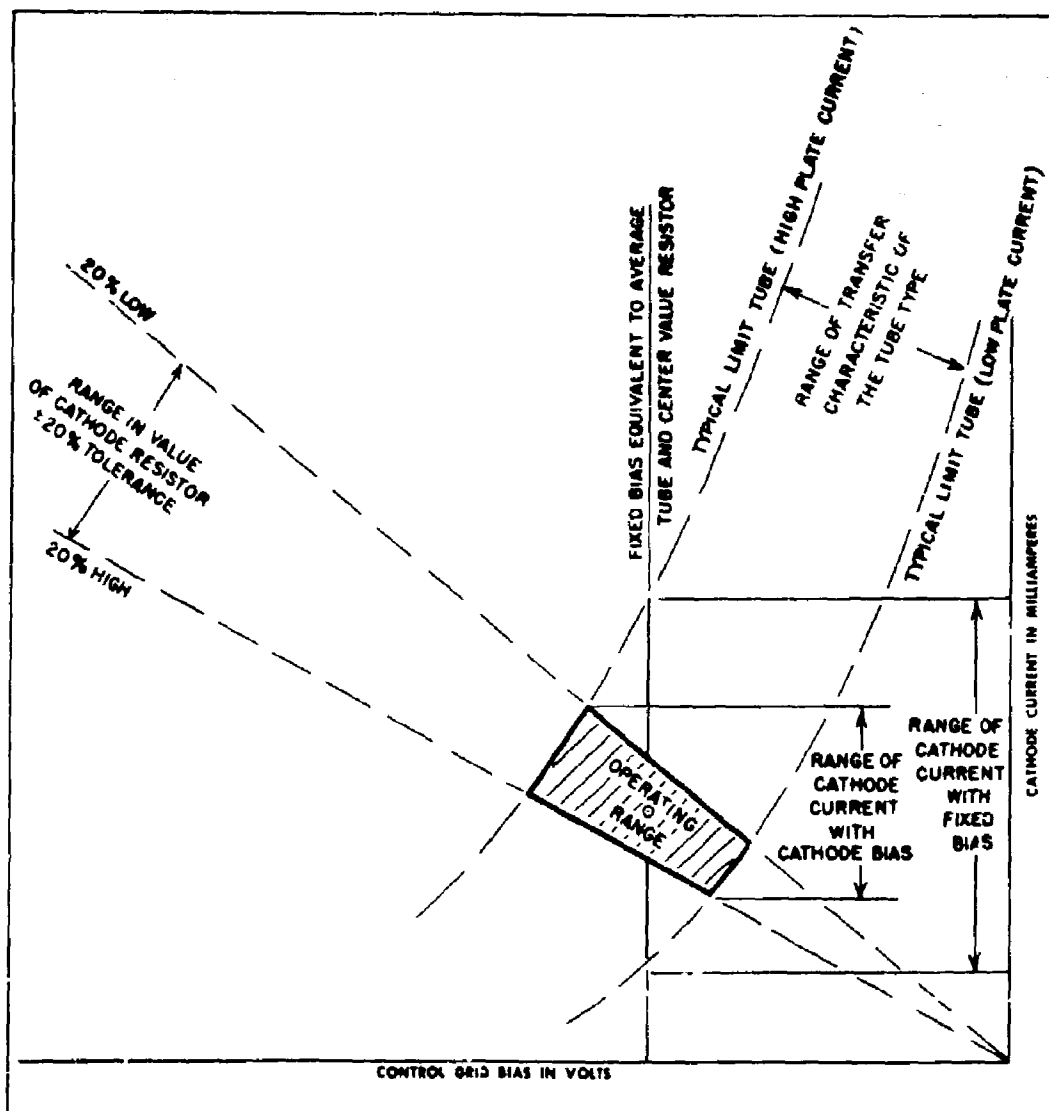 20% LOW
RANGE IN VALUE
OF CATHODE RESISTOR
±20% TOLERANCE
20% HIGH
FIXED BIAS EQUIVALENT TO AVERAGE
TUBE AND CENTER VALUE RESISTOR
TYPICAL LIMIT TUBE (HIGH PLATE CURRENT)
RANGE OF TRANSFER
CHARACTERISTIC OF
THE TUBE TYPE
TYPICAL LIMIT TUBE (LOW PLATE CURRENT)
OPERATING
RANGE
RANGE OF
CATHODE
CURRENT
WITH
CATHODE BIAS
RANGE OF
CATHODE
CURRENT
WITH
FIXED
BIAS
CATHODE CURRENT IN MILLIAMPERES
CONTROL GRID BIAS IN VOLTS